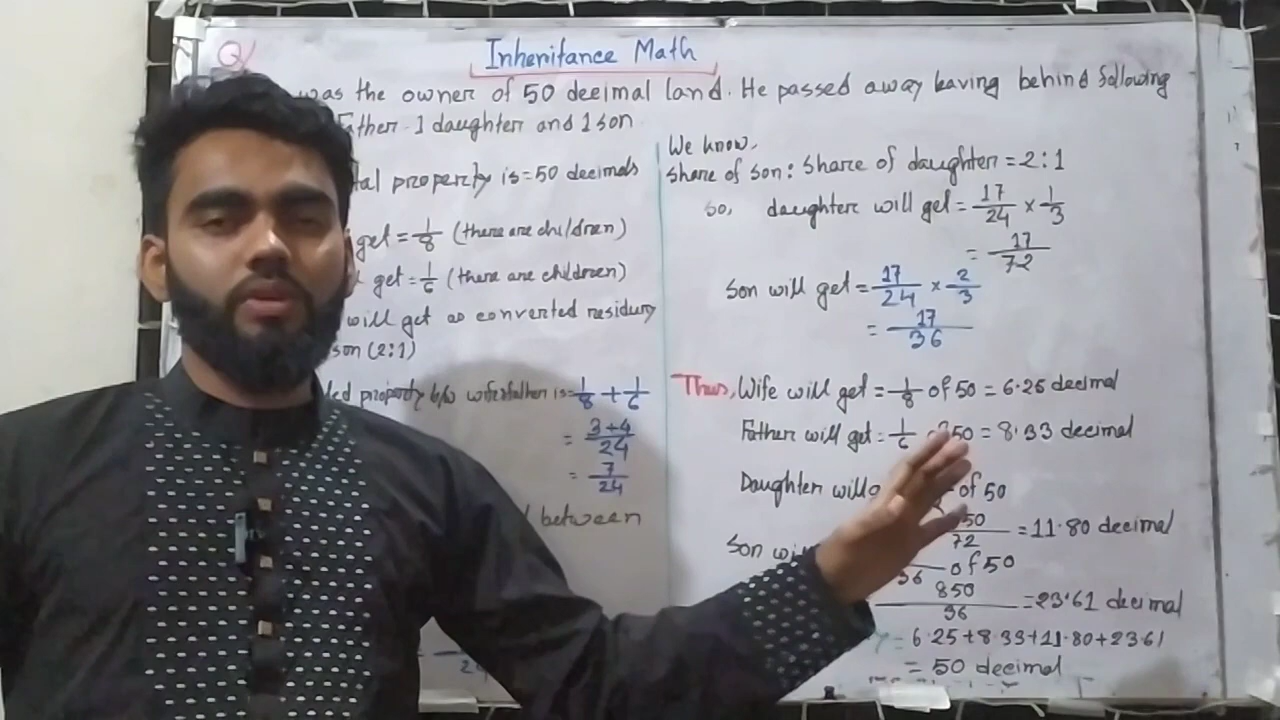 Q/
Inheritance Math
was the owner of 50 decimal land. He passed away leaving behind following
Father - 1 daughter and 1 son
tal property is = 50 decimals
get = 1/8 (there are children)
get = 1/6 (there are children)
will get as converted residury
son (2:1)
ded property b/w wife & father is = 1/8 + 1/6
= 3+4/24
= 7/24
between
We know,
Share of son : Share of daughter = 2:1
so, daughter will get = 17/24 × 1/3
= 17/72
Son will get = 17/24 × 2/3
= 17/36
Thus, Wife will get = 1/8 of 50 = 6.25 decimal
Father will get = 1/6 50 = 8.33 decimal
Daughter will of 50
50/72 = 11.80 decimal
Son wi 36 of 50
850/36 = 23.61 decimal
= 6.25+8.33+11.80+23.61
= 50 decimal